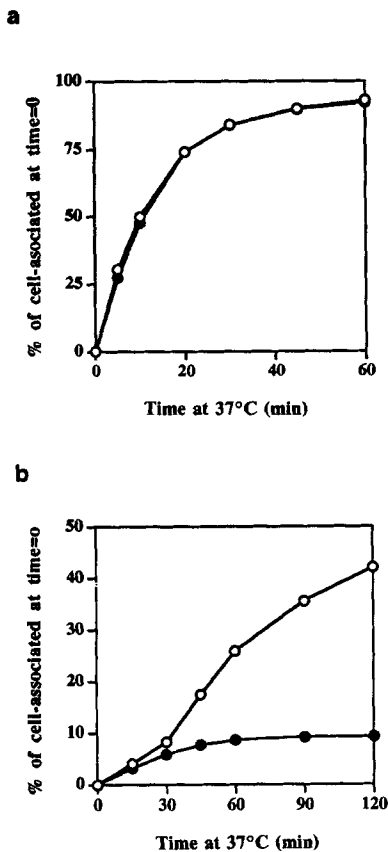 a
% of cell-asociated at time=0
100
75
50
25
0
0 20 40 60
Time at 37°C (min)
b
% of cell-associated at time=o
50
40
30
20
10
0
0 30 60 90 120
Time at 37°C (min)